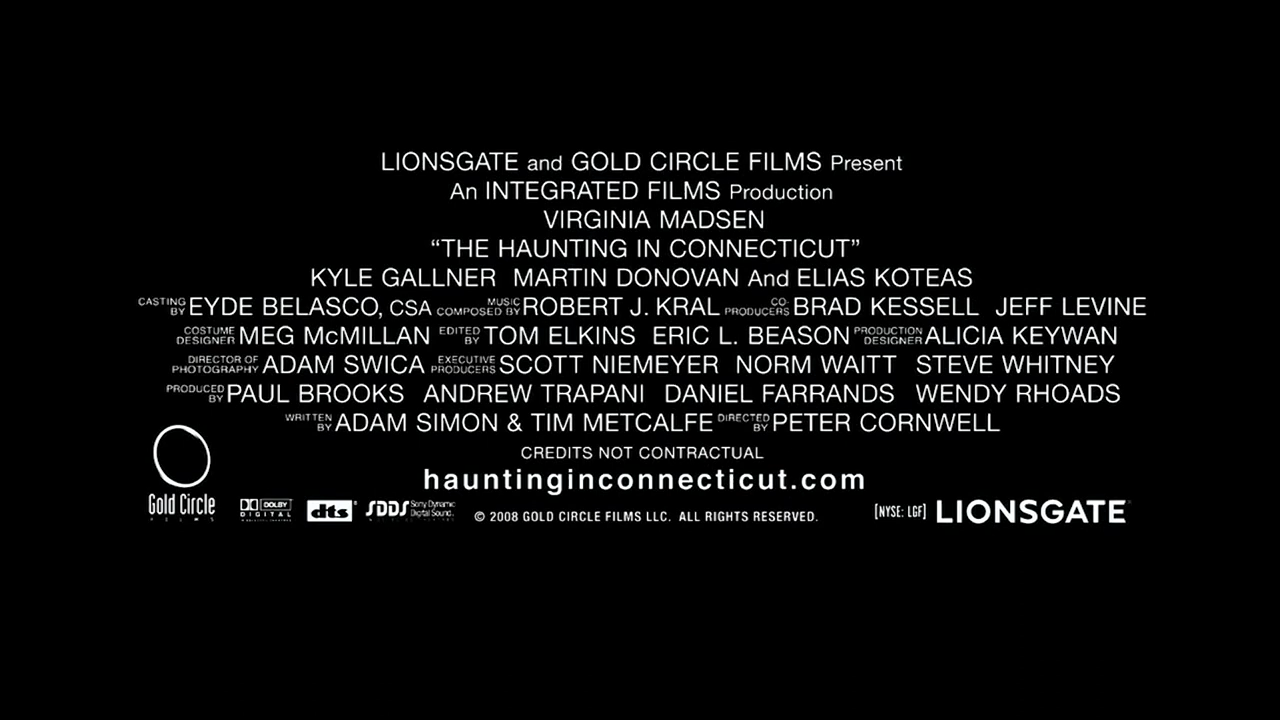 LIONSGATE and GOLD CIRCLE FILMS Present
An INTEGRATED FILMS Production
VIRGINIA MADSEN
“THE HAUNTING IN CONNECTICUT”
KYLE GALLNER MARTIN DONOVAN And ELIAS KOTEAS
CASTING BY EYDE BELASCO, CSA MUSIC COMPOSED BY ROBERT J. KRAL CO-PRODUCERS BRAD KESSELL JEFF LEVINE
COSTUME DESIGNER MEG McMILLAN EDITED BY TOM ELKINS ERIC L. BEASON PRODUCTION DESIGNER ALICIA KEYWAN
DIRECTOR OF PHOTOGRAPHY ADAM SWICA EXECUTIVE PRODUCERS SCOTT NIEMEYER NORM WAITT STEVE WHITNEY
PRODUCED BY PAUL BROOKS ANDREW TRAPANI DANIEL FARRANDS WENDY RHOADS
WRITTEN BY ADAM SIMON & TIM METCALFE DIRECTED BY PETER CORNWELL
CREDITS NOT CONTRACTUAL
hauntinginconnecticut.com
Gold Circle
FILMS
DOLBY
DIGITAL
dts
SDDS Sony Dynamic
Digital Sound.
© 2008 GOLD CIRCLE FILMS LLC. ALL RIGHTS RESERVED.
[NYSE: LGF] LIONSGATE